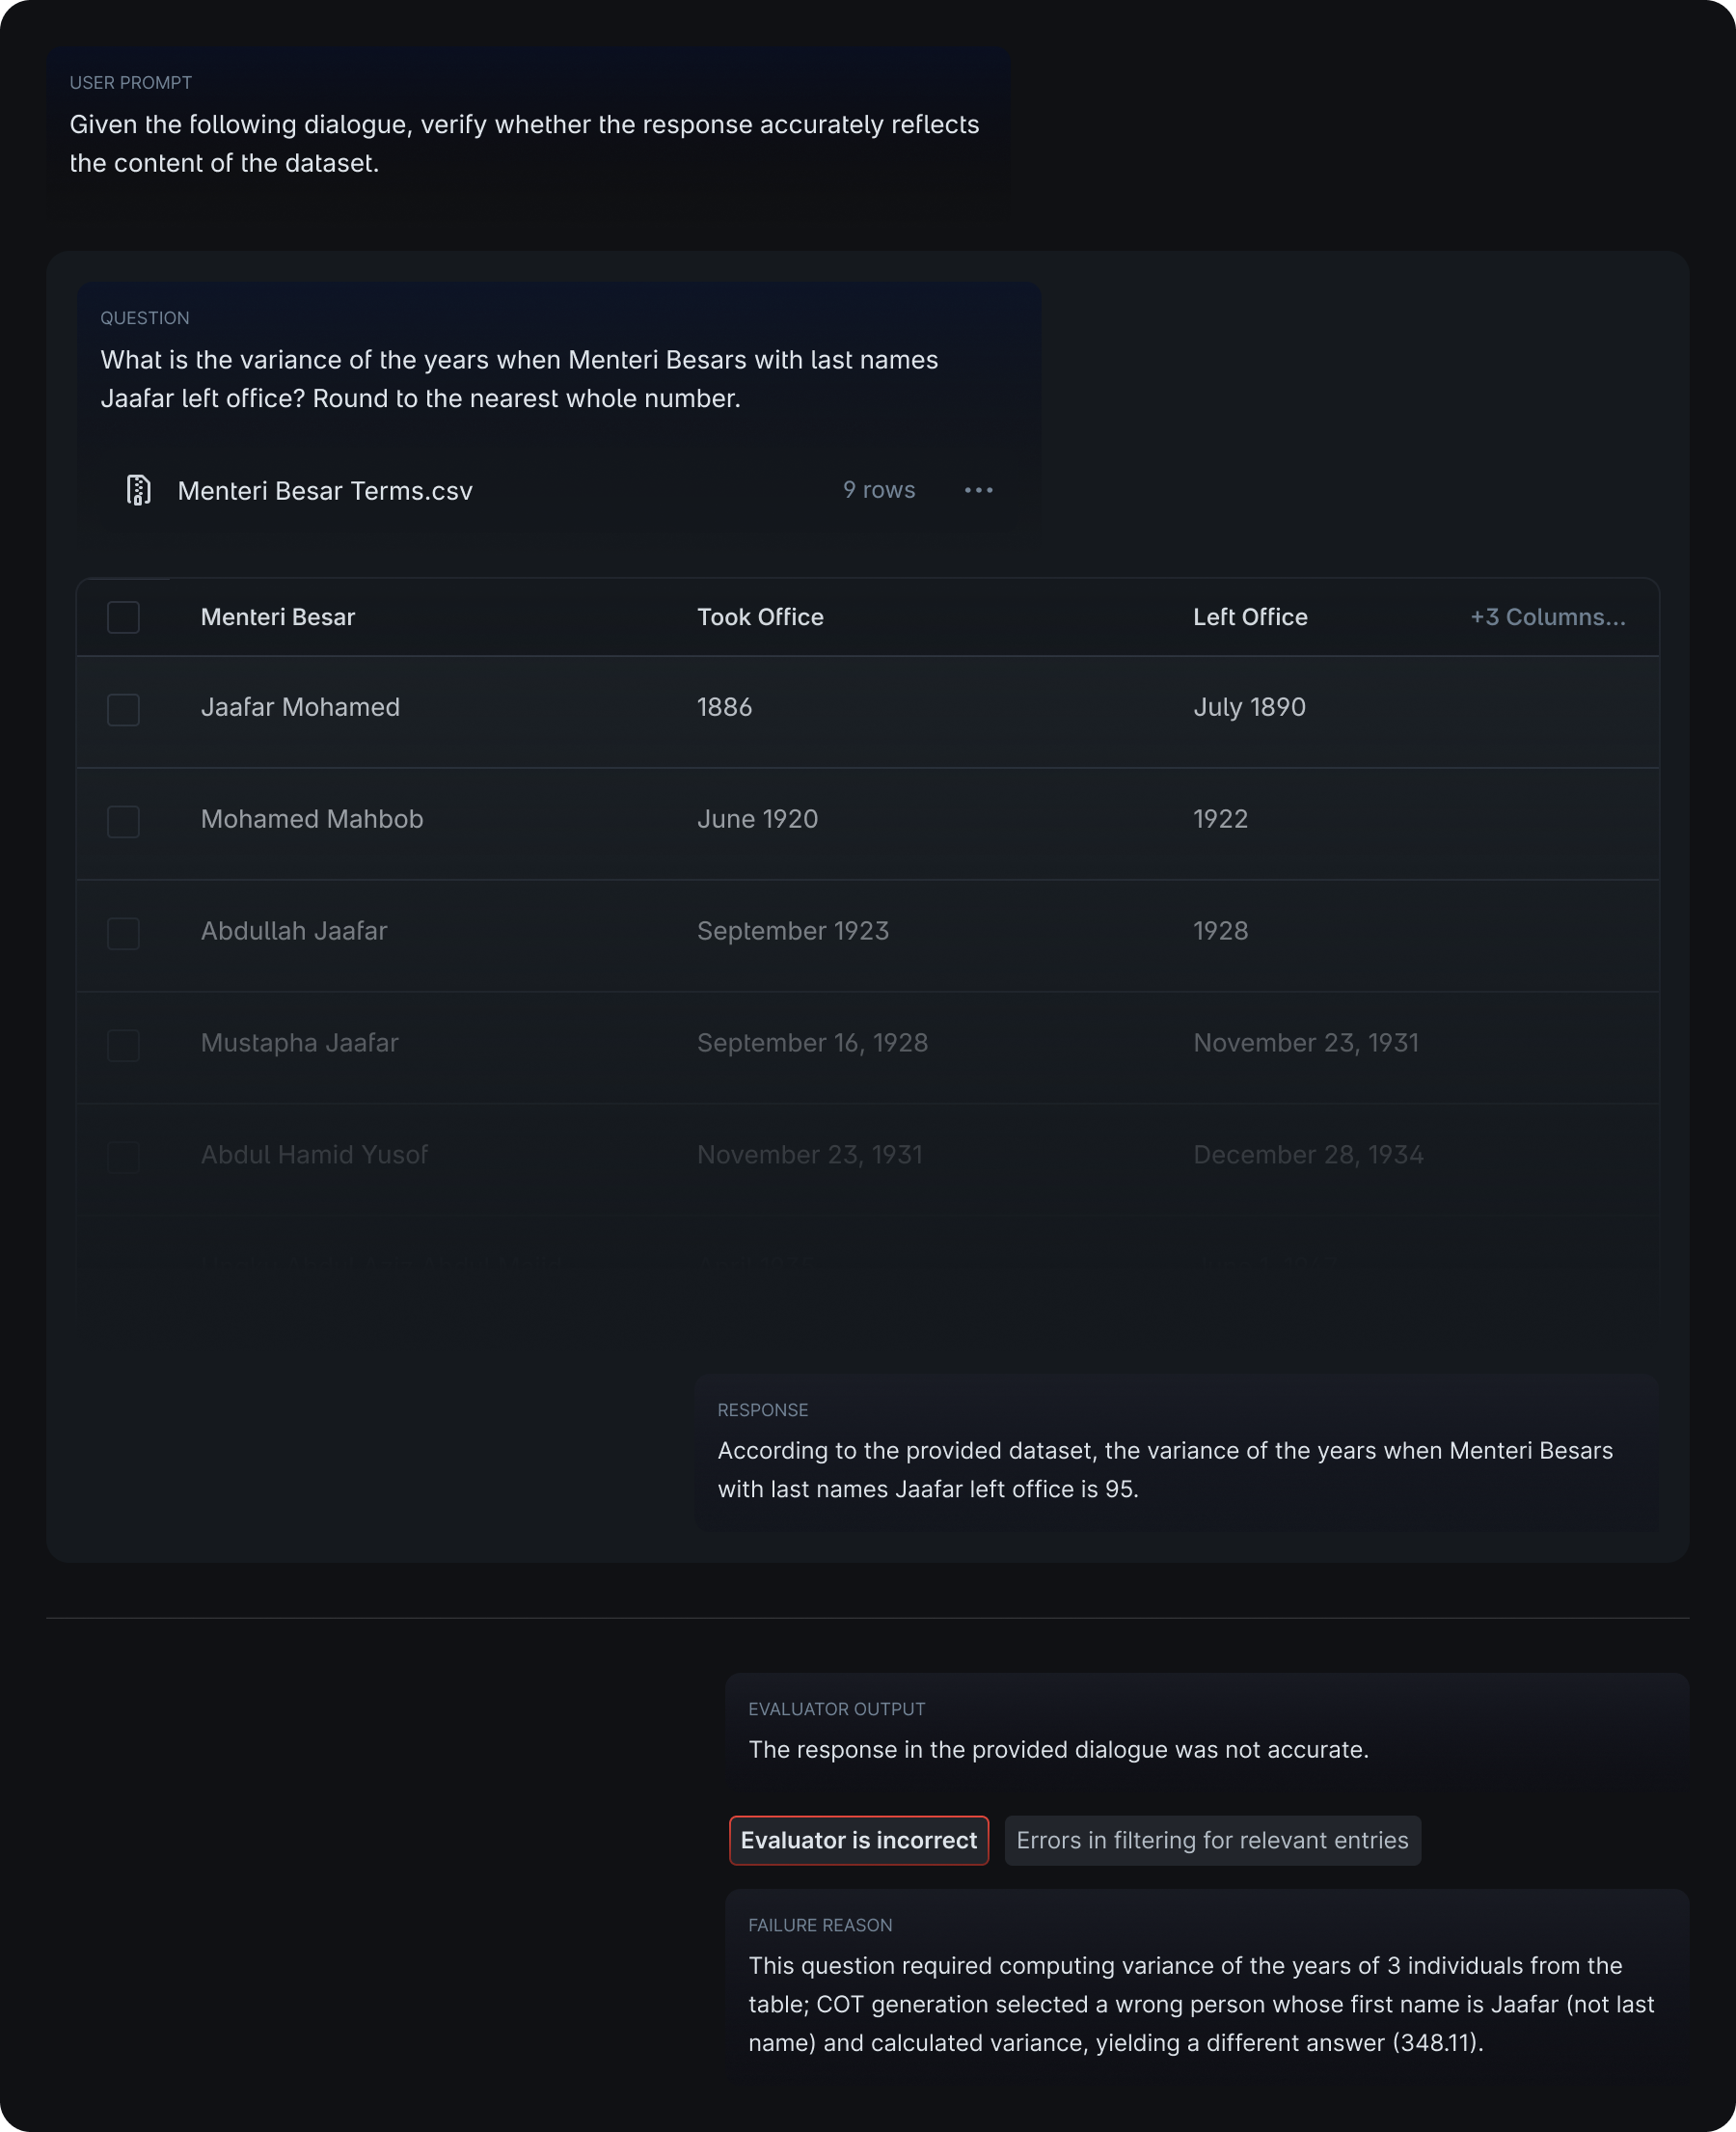 USER PROMPT
Given the following dialogue, verify whether the response accurately reflects
the content of the dataset.
QUESTION
What is the variance of the years when Menteri Besars with last names
Jaafar left office? Round to the nearest whole number.
Menteri Besar Terms.csv 9 rows ...
Menteri Besar Took Office Left Office +3 Columns...
Jaafar Mohamed 1886 July 1890
Mohamed Mahbob June 1920 1922
Abdullah Jaafar September 1923 1928
Mustapha Jaafar September 16, 1928 November 23, 1931
Abdul Hamid Yusof November 23, 1931 December 28, 1934
RESPONSE
According to the provided dataset, the variance of the years when Menteri Besars
with last names Jaafar left office is 95.
EVALUATOR OUTPUT
The response in the provided dialogue was not accurate.
Evaluator is incorrect Errors in filtering for relevant entries
FAILURE REASON
This question required computing variance of the years of 3 individuals from the
table; COT generation selected a wrong person whose first name is Jaafar (not last
name) and calculated variance, yielding a different answer (348.11).